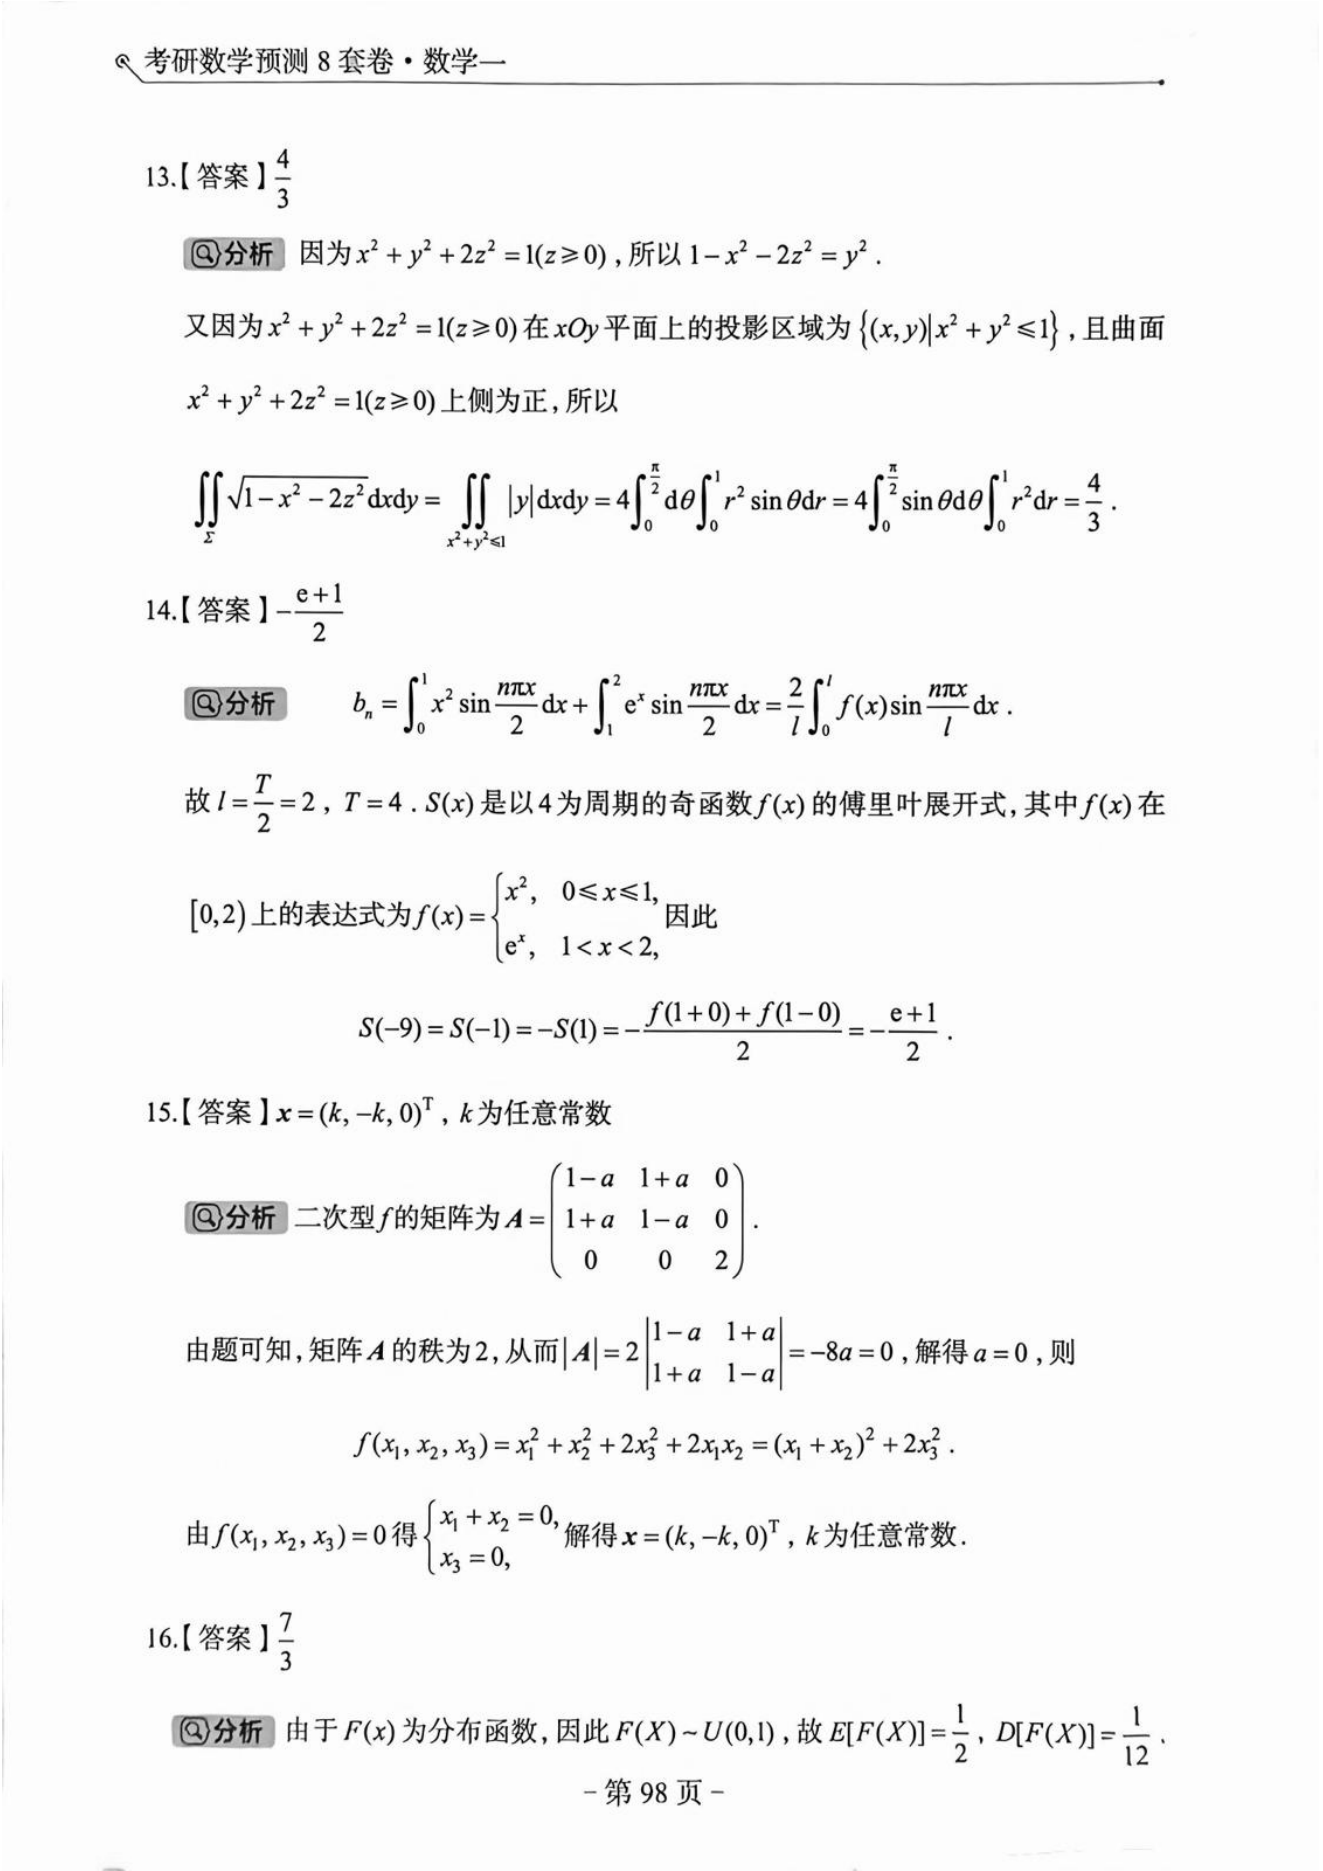 考研数学预测 8 套卷·数学一
13.【答案】4/3
分析 因为 x² + y² + 2z² = 1(z ⩾ 0) ,所以 1 − x² − 2z² = y² .
又因为 x² + y² + 2z² = 1(z ⩾ 0) 在 xOy 平面上的投影区域为 {(x, y)|x² + y² ⩽ 1} ,且曲面
x² + y² + 2z² = 1(z ⩾ 0) 上侧为正,所以
∬_Σ √(1 − x² − 2z²) dxdy = ∬_{x²+y²⩽1} |y|dxdy = 4∫_0^{π/2} dθ ∫_0^1 r² sin θdr = 4∫_0^{π/2} sin θdθ ∫_0^1 r²dr = 4/3 .
14.【答案】−(e+1)/2
分析 b_n = ∫_0^1 x² sin (nπx/2) dx + ∫_1^2 e^x sin (nπx/2) dx = (2/l) ∫_0^l f(x) sin (nπx/l) dx .
故 l = T/2 = 2 , T = 4 . S(x) 是以 4 为周期的奇函数 f(x) 的傅里叶展开式,其中 f(x) 在
[0,2) 上的表达式为 f(x) = { x², 0 ⩽ x ⩽ 1, e^x, 1 < x < 2, 因此
S(−9) = S(−1) = −S(1) = −(f(1+0) + f(1−0))/2 = −(e+1)/2 .
15.【答案】x = (k, −k, 0)^T , k 为任意常数
分析 二次型 f 的矩阵为 A = (1−a 1+a 0; 1+a 1−a 0; 0 0 2) .
由题可知,矩阵 A 的秩为 2,从而 |A| = 2 |1−a 1+a; 1+a 1−a| = −8a = 0 ,解得 a = 0 ,则
f(x₁, x₂, x₃) = x₁² + x₂² + 2x₃² + 2x₁x₂ = (x₁ + x₂)² + 2x₃² .
由 f(x₁, x₂, x₃) = 0 得 { x₁ + x₂ = 0, x₃ = 0, 解得 x = (k, −k, 0)^T , k 为任意常数.
16.【答案】7/3
分析 由于 F(x) 为分布函数,因此 F(X) ~ U(0,1) ,故 E[F(X)] = 1/2 , D[F(X)] = 1/12 .
– 第 98 页 –